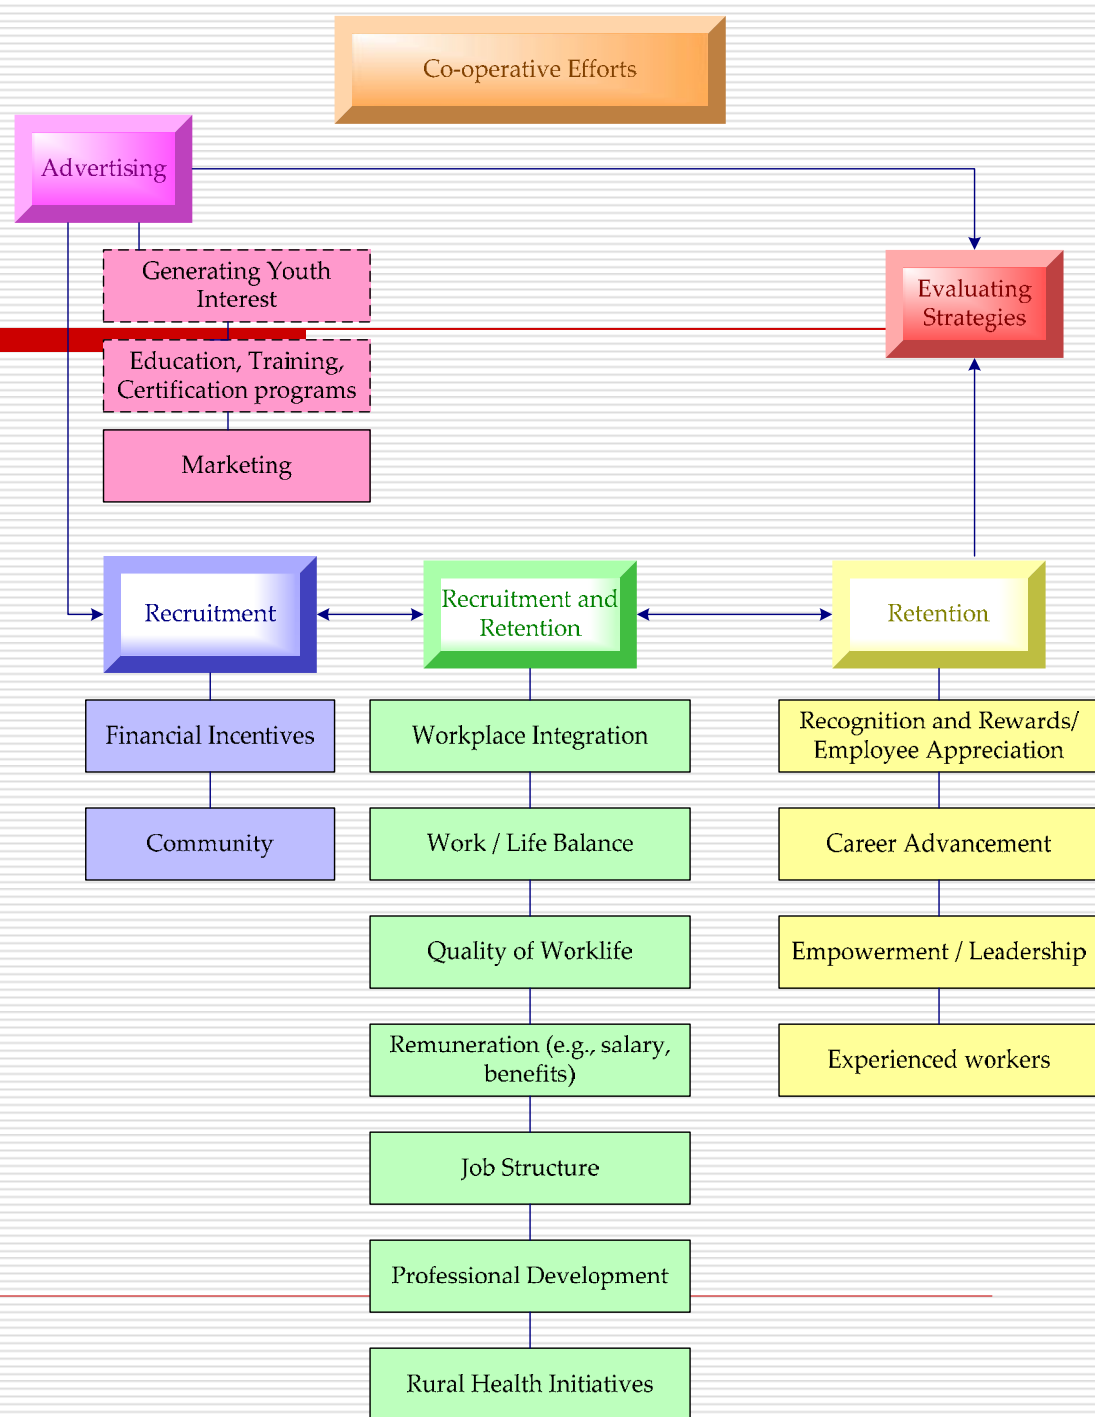 Co-operative Efforts
Advertising
Generating Youth
Interest
Evaluating
Strategies
Education, Training,
Certification programs
Marketing
Recruitment
Recruitment and
Retention
Retention
Financial Incentives
Workplace Integration
Recognition and Rewards/
Employee Appreciation
Community
Work / Life Balance
Career Advancement
Quality of Worklife
Empowerment / Leadership
Remuneration (e.g., salary,
benefits)
Experienced workers
Job Structure
Professional Development
Rural Health Initiatives